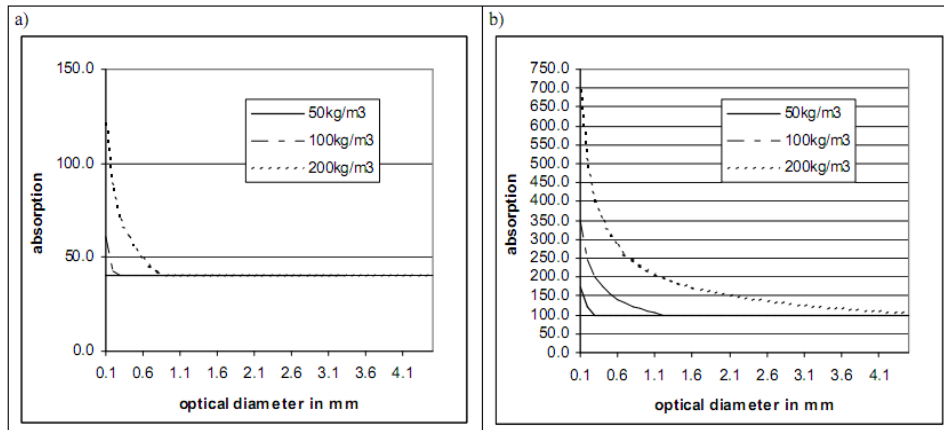 a)
150.0
100.0
50.0
0.0
absorption
50kg/m3
100kg/m3
200kg/m3
0.1 0.6 1.1 1.6 2.1 2.6 3.1 3.6 4.1
optical diameter in mm
b)
750.0
700.0
650.0
600.0
550.0
500.0
450.0
400.0
350.0
300.0
250.0
200.0
150.0
100.0
50.0
0.0
absorption
50kg/m3
100kg/m3
200kg/m3
0.1 0.6 1.1 1.6 2.1 2.6 3.1 3.6 4.1
optical diameter in mm